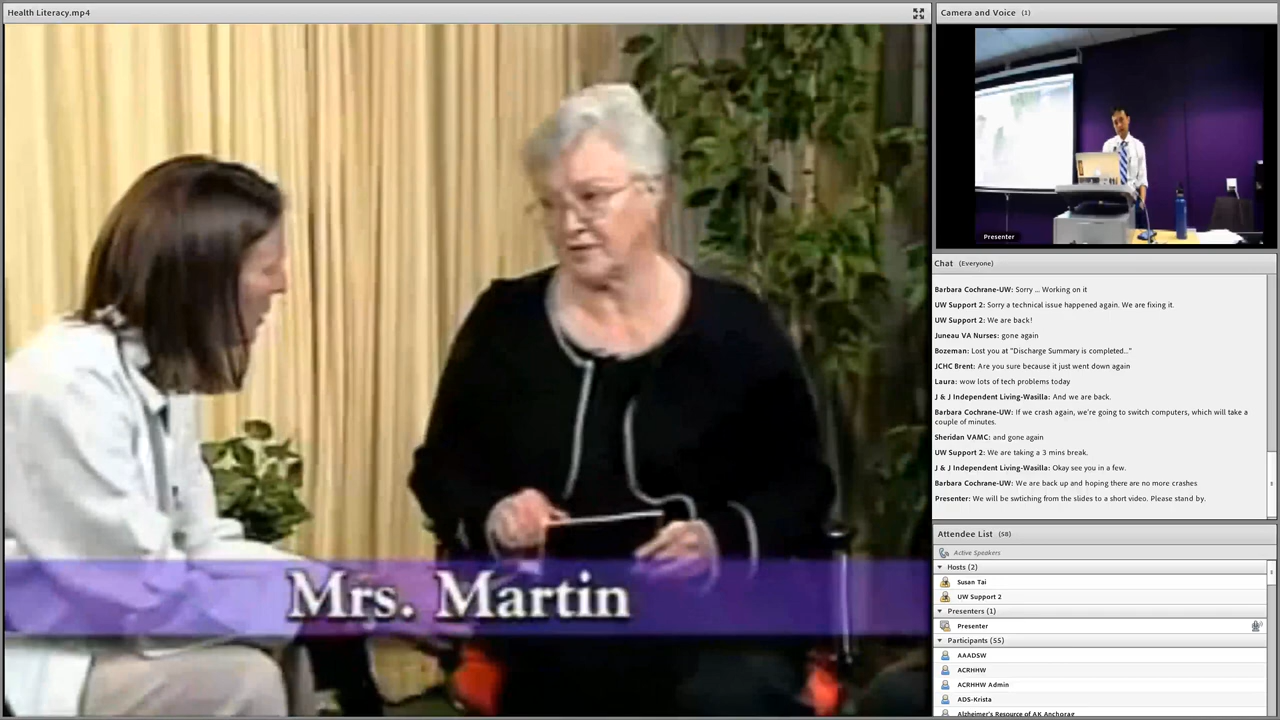 Health Literacy.mp4
Mrs. Martin
Camera and Voice (1)
Presenter
Chat (Everyone)
Barbara Cochrane-UW: Sorry ... Working on it
UW Support 2: Sorry a technical issue happened again. We are fixing it.
UW Support 2: We are back!
Juneau VA Nurses: gone again
Bozeman: Lost you at "Discharge Summary is completed..."
JCHC Brent: Are you sure because it just went down again
Laura: wow lots of tech problems today
J & J Independent Living-Wasilla: And we are back.
Barbara Cochrane-UW: If we crash again, we're going to switch computers, which will take a
couple of minutes.
Sheridan VAMC: and gone again
UW Support 2: We are taking a 3 mins break.
J & J Independent Living-Wasilla: Okay see you in a few.
Barbara Cochrane-UW: We are back up and hoping there are no more crashes
Presenter: We will be swtiching from the slides to a short video. Please stand by.
Attendee List (58)
Active Speakers
Hosts (2)
Susan Tai
UW Support 2
Presenters (1)
Presenter
Participants (55)
AAADSW
ACRHHW
ACRHHW Admin
ADS-Krista
Alzheimer's Resource of AK Anchorag